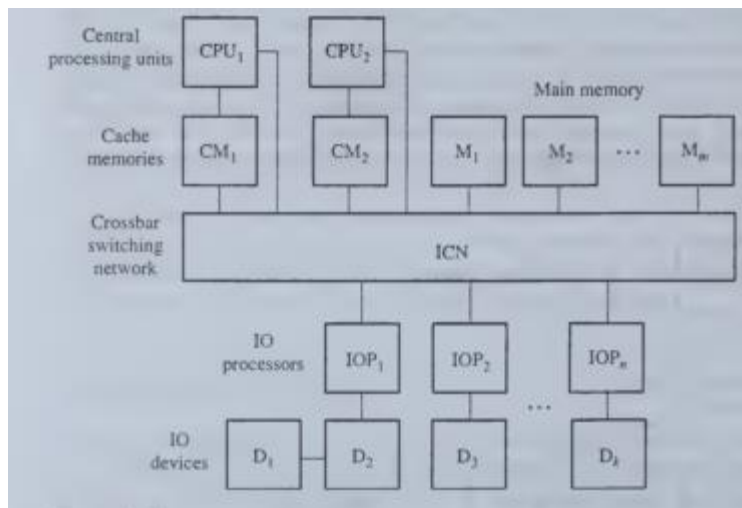 Central
processing units
CPU₁
CPU₂
Main memory
Cache
memories
CM₁
CM₂
M₁
M₂
...
Mₘ
Crossbar
switching
network
ICN
IO
processors
IOP₁
IOP₂
IOPₙ
...
IO
devices
D₁
D₂
D₃
Dₖ